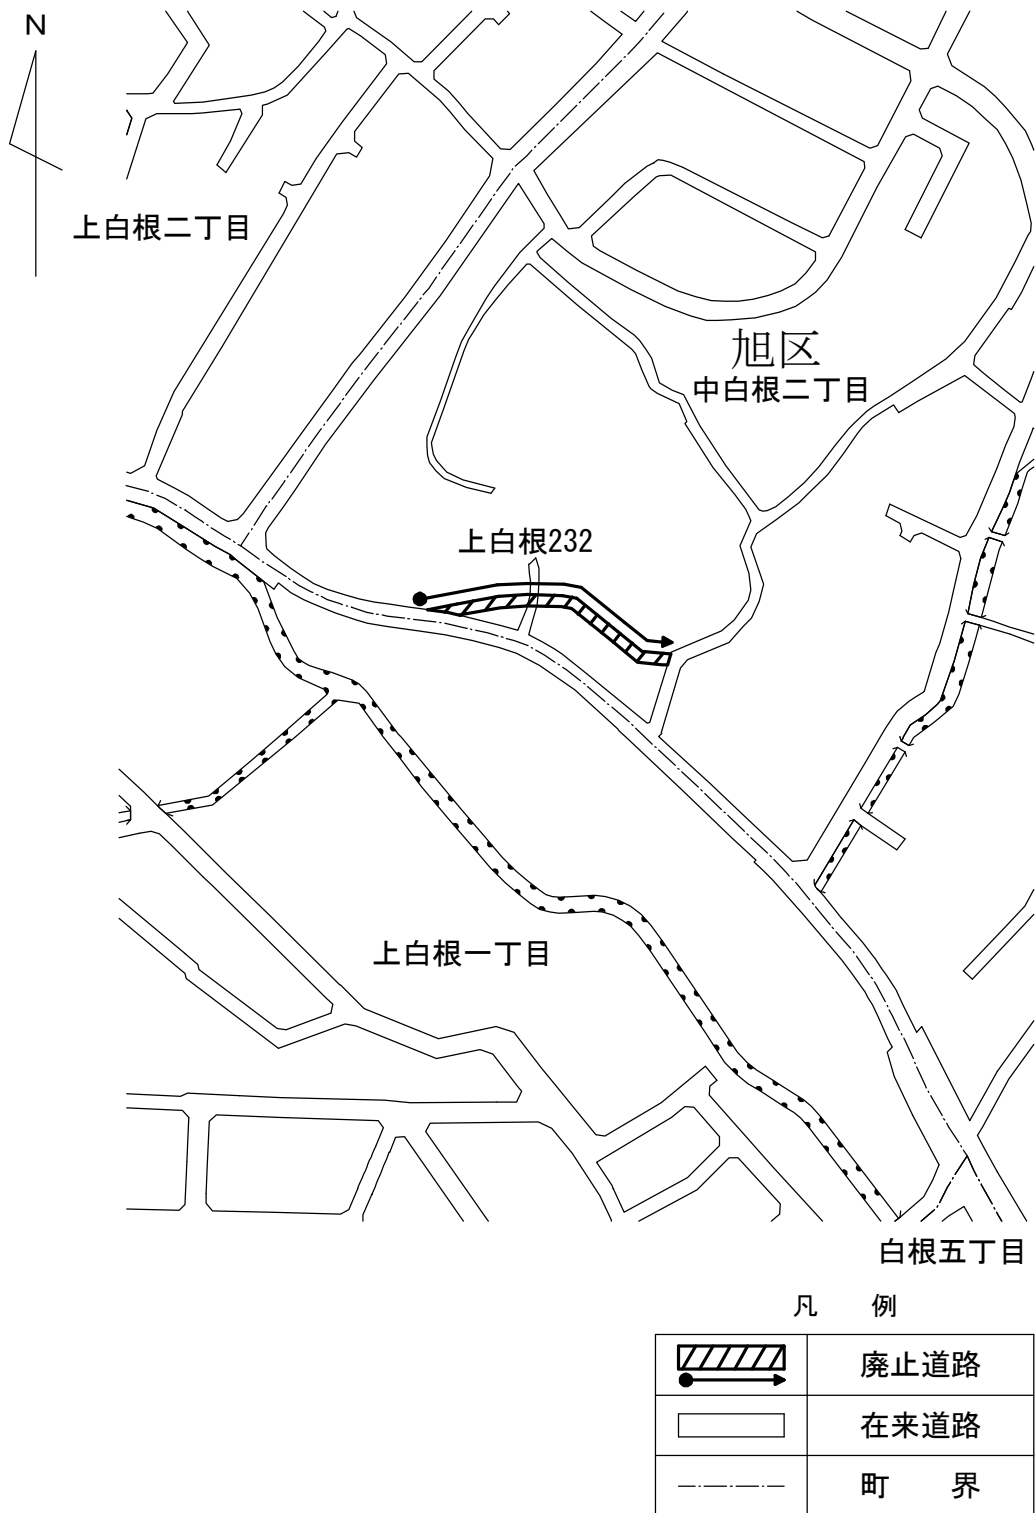 N
上白根二丁目
旭区
中白根二丁目
上白根232
上白根一丁目
白根五丁目
凡　例
廃止道路
在来道路
町　界